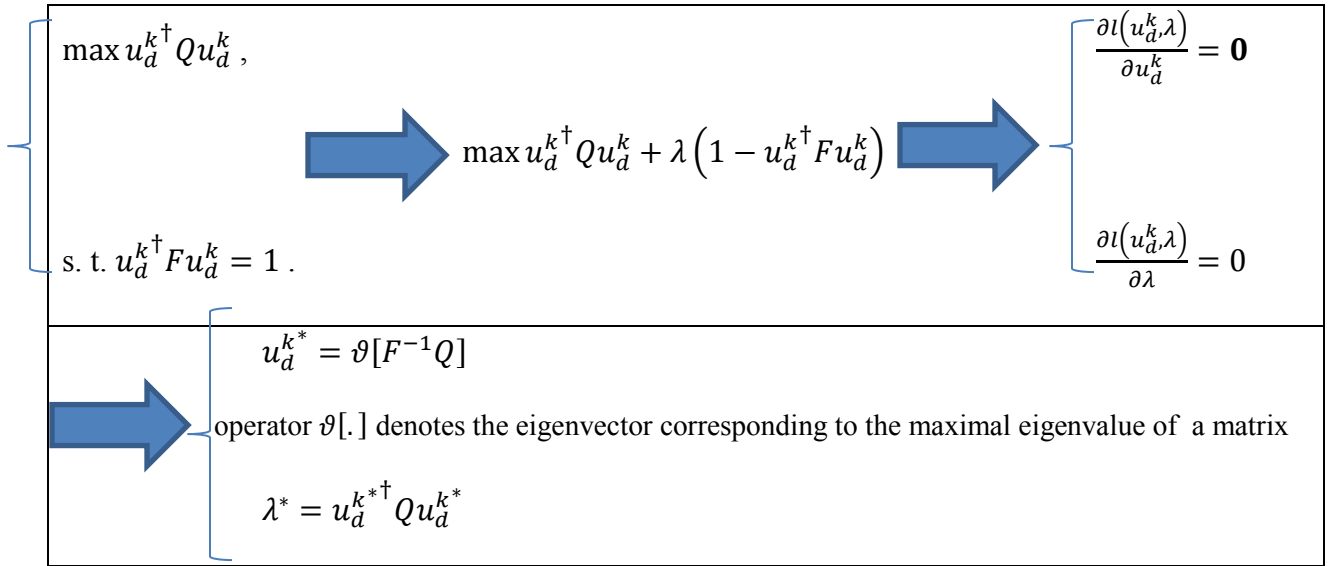 max u_d^k^† Q u_d^k ,
s. t. u_d^k^† F u_d^k = 1 .
max u_d^k^† Q u_d^k + λ (1 − u_d^k^† F u_d^k)
∂l(u_d^k,λ) / ∂u_d^k = 𝟎
∂l(u_d^k,λ) / ∂λ = 0
u_d^k^* = ϑ[F^−1 Q]
operator ϑ[.] denotes the eigenvector corresponding to the maximal eigenvalue of a matrix
λ^* = u_d^k^*^† Q u_d^k^*